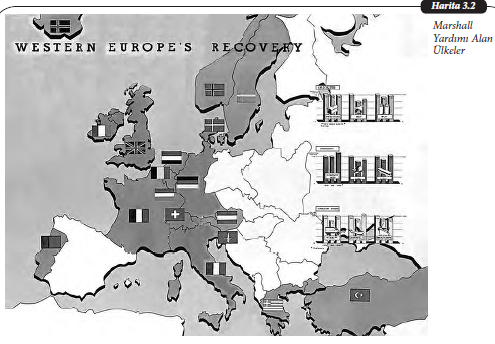 Harita 3.2
Marshall
Yardımı Alan
Ülkeler
WESTERN EUROPE'S RECOVERY